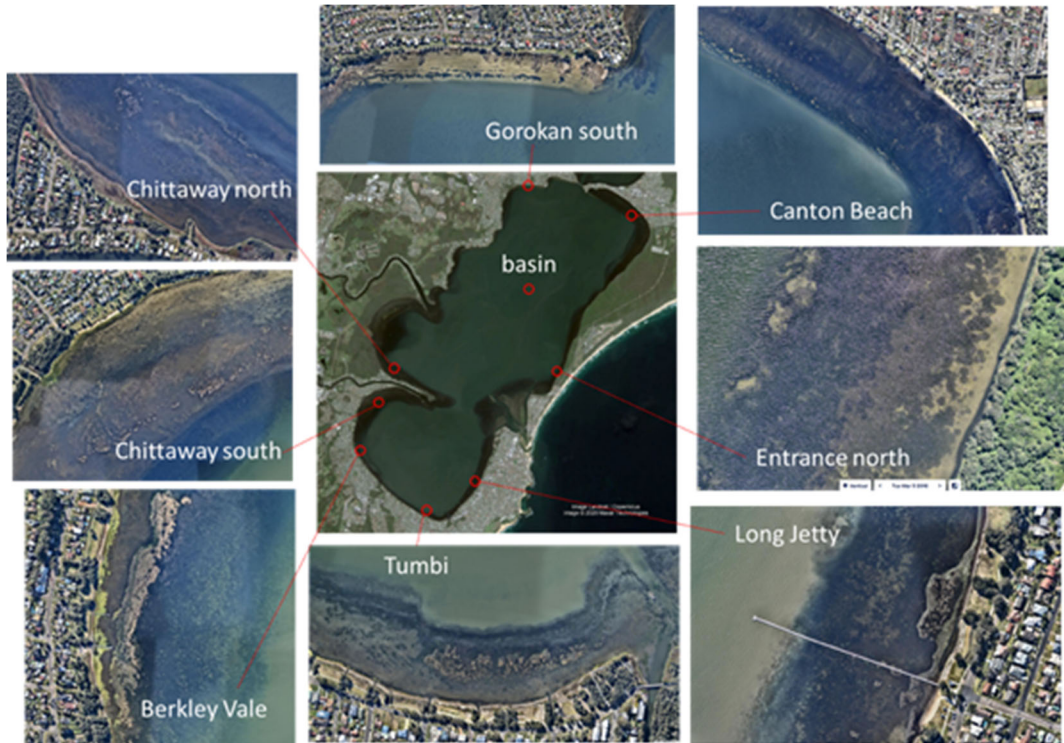 Gorokan south
Chittaway north
Canton Beach
basin
Chittaway south
Entrance north
Long Jetty
Tumbi
Berkley Vale